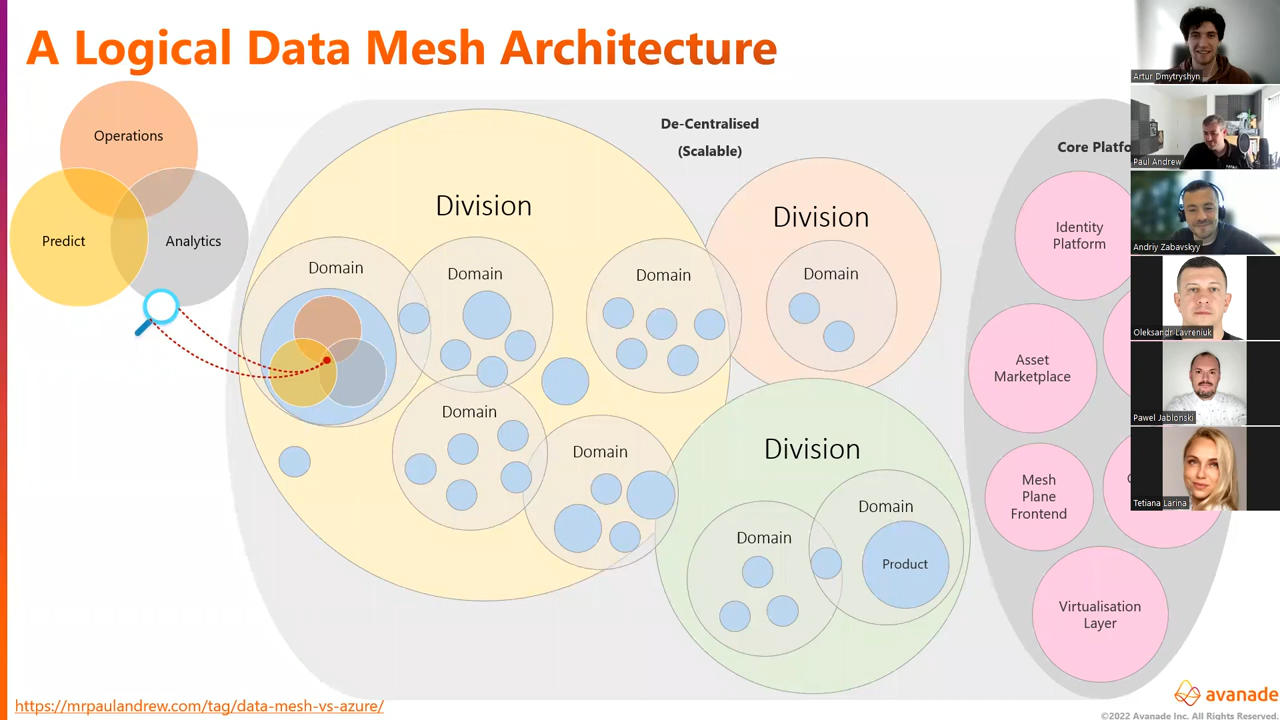 A Logical Data Mesh Architecture
Operations
Predict
Analytics
De-Centralised
(Scalable)
Division
Domain
Domain
Domain
Domain
Domain
Division
Domain
Division
Domain
Domain
Product
Core Platfo
Identity
Platform
Asset
Marketplace
Mesh
Plane
Frontend
Virtualisation
Layer
Artur Dmytryshyn
Paul Andrew
Andriy Zabavskyy
Oleksandr Lavreniuk
Pawel Jablonski
Tetiana Larina
https://mrpaulandrew.com/tag/data-mesh-vs-azure/
avanade
©2022 Avanade Inc. All Rights Reserved.